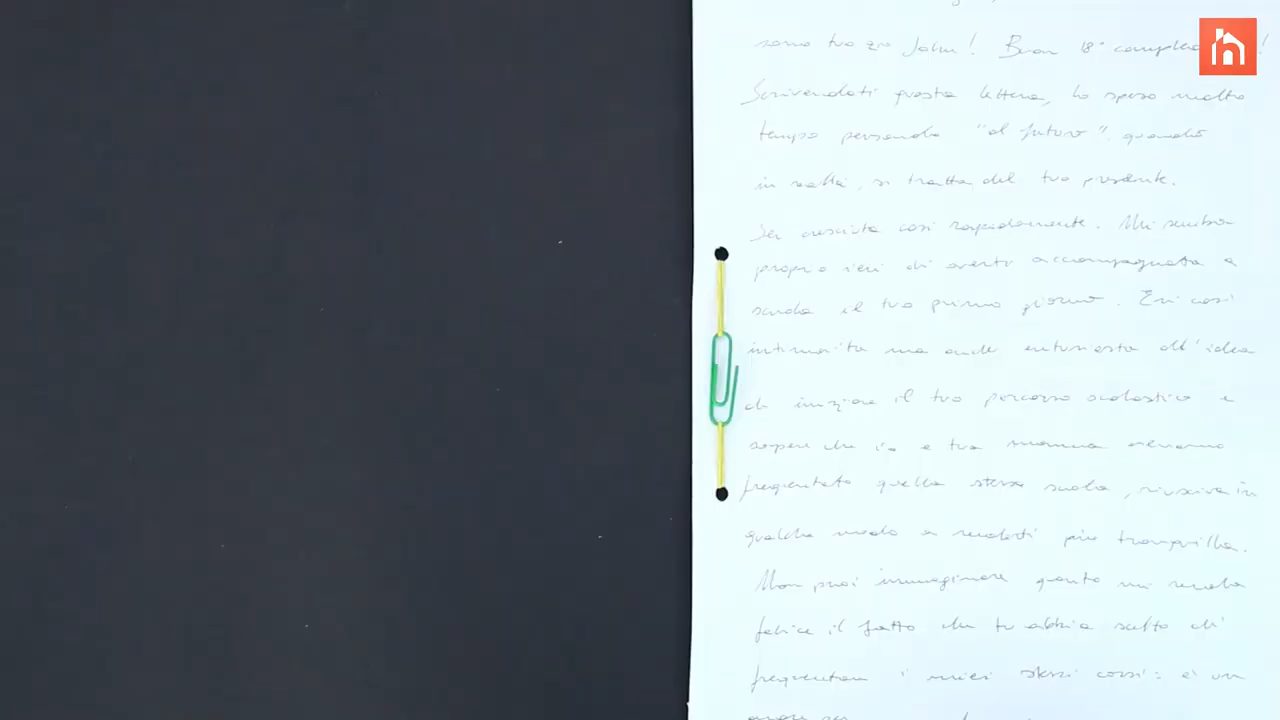 sono tuo zio John! Buon 18° complea !
Scrivendoti questa lettera, ho speso molto
tempo pensando "al futuro" quando
in realtà, si tratta del tuo presente.
Sei cresciuta così rapidamente. Mi sembra
proprio ieri di averti accompagnata a
scuola il tuo primo giorno. Eri così
intimorita ma anche entusiasta all'idea
di iniziare il tuo percorso scolastico e
sapere che io e tua mamma avevamo
frequentato quella stessa scuola, riusciva in
qualche modo a renderti più tranquilla.
Non puoi immaginare quanto mi renda
felice il fatto che tu abbia scelto di
frequentare i miei stessi corsi: è un